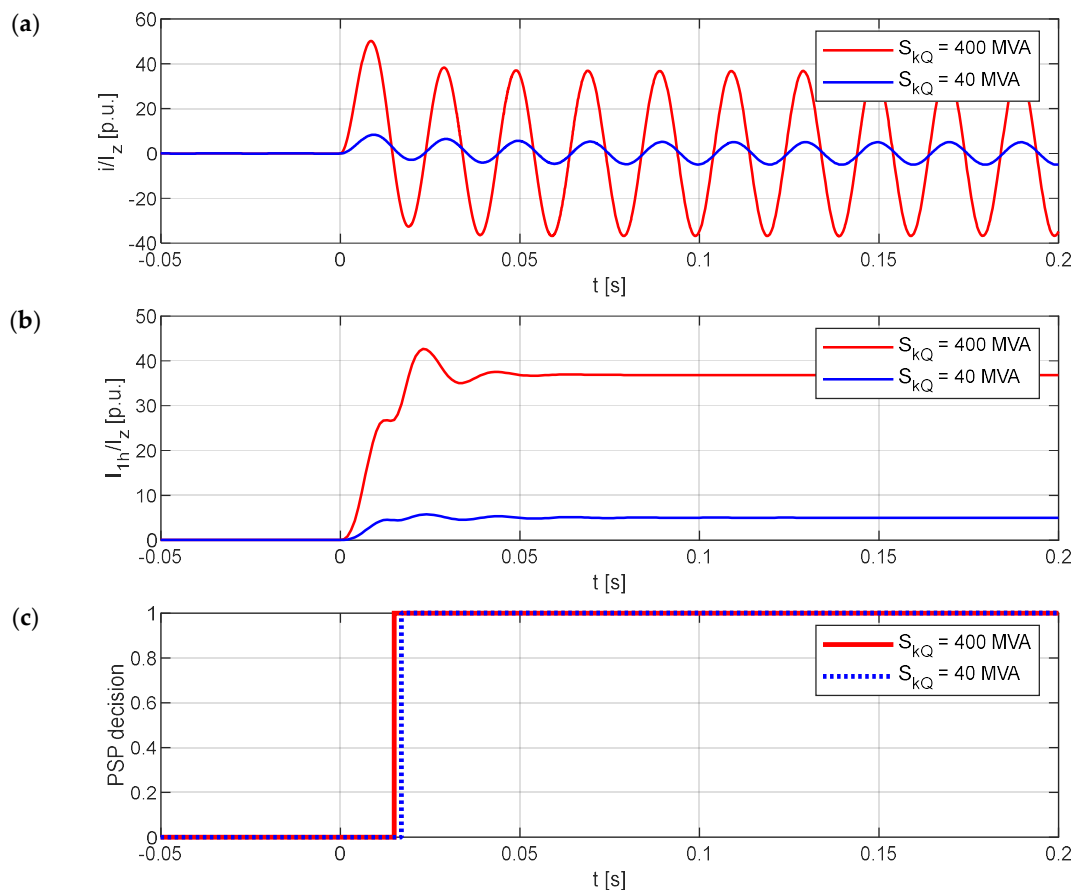 (a)
i/I_z [p.u.]
60
40
20
0
-20
-40
S_kQ = 400 MVA
S_kQ = 40 MVA
-0.05
0
0.05
0.1
0.15
0.2
t [s]
(b)
I_1h/I_z [p.u.]
50
40
30
20
10
0
S_kQ = 400 MVA
S_kQ = 40 MVA
-0.05
0
0.05
0.1
0.15
0.2
t [s]
(c)
PSP decision
1
0.8
0.6
0.4
0.2
0
S_kQ = 400 MVA
S_kQ = 40 MVA
-0.05
0
0.05
0.1
0.15
0.2
t [s]